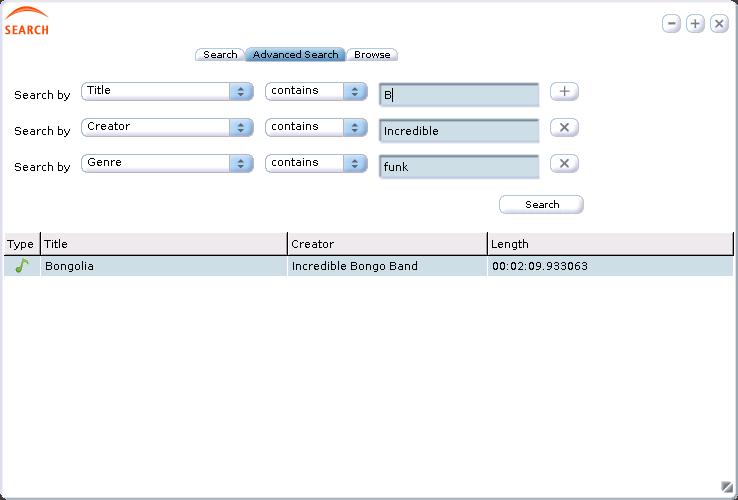 SEARCH
Search Advanced Search Browse
Search by Title contains B
Search by Creator contains Incredible
Search by Genre contains funk
Search
Type Title Creator Length
Bongolia Incredible Bongo Band 00:02:09.933063